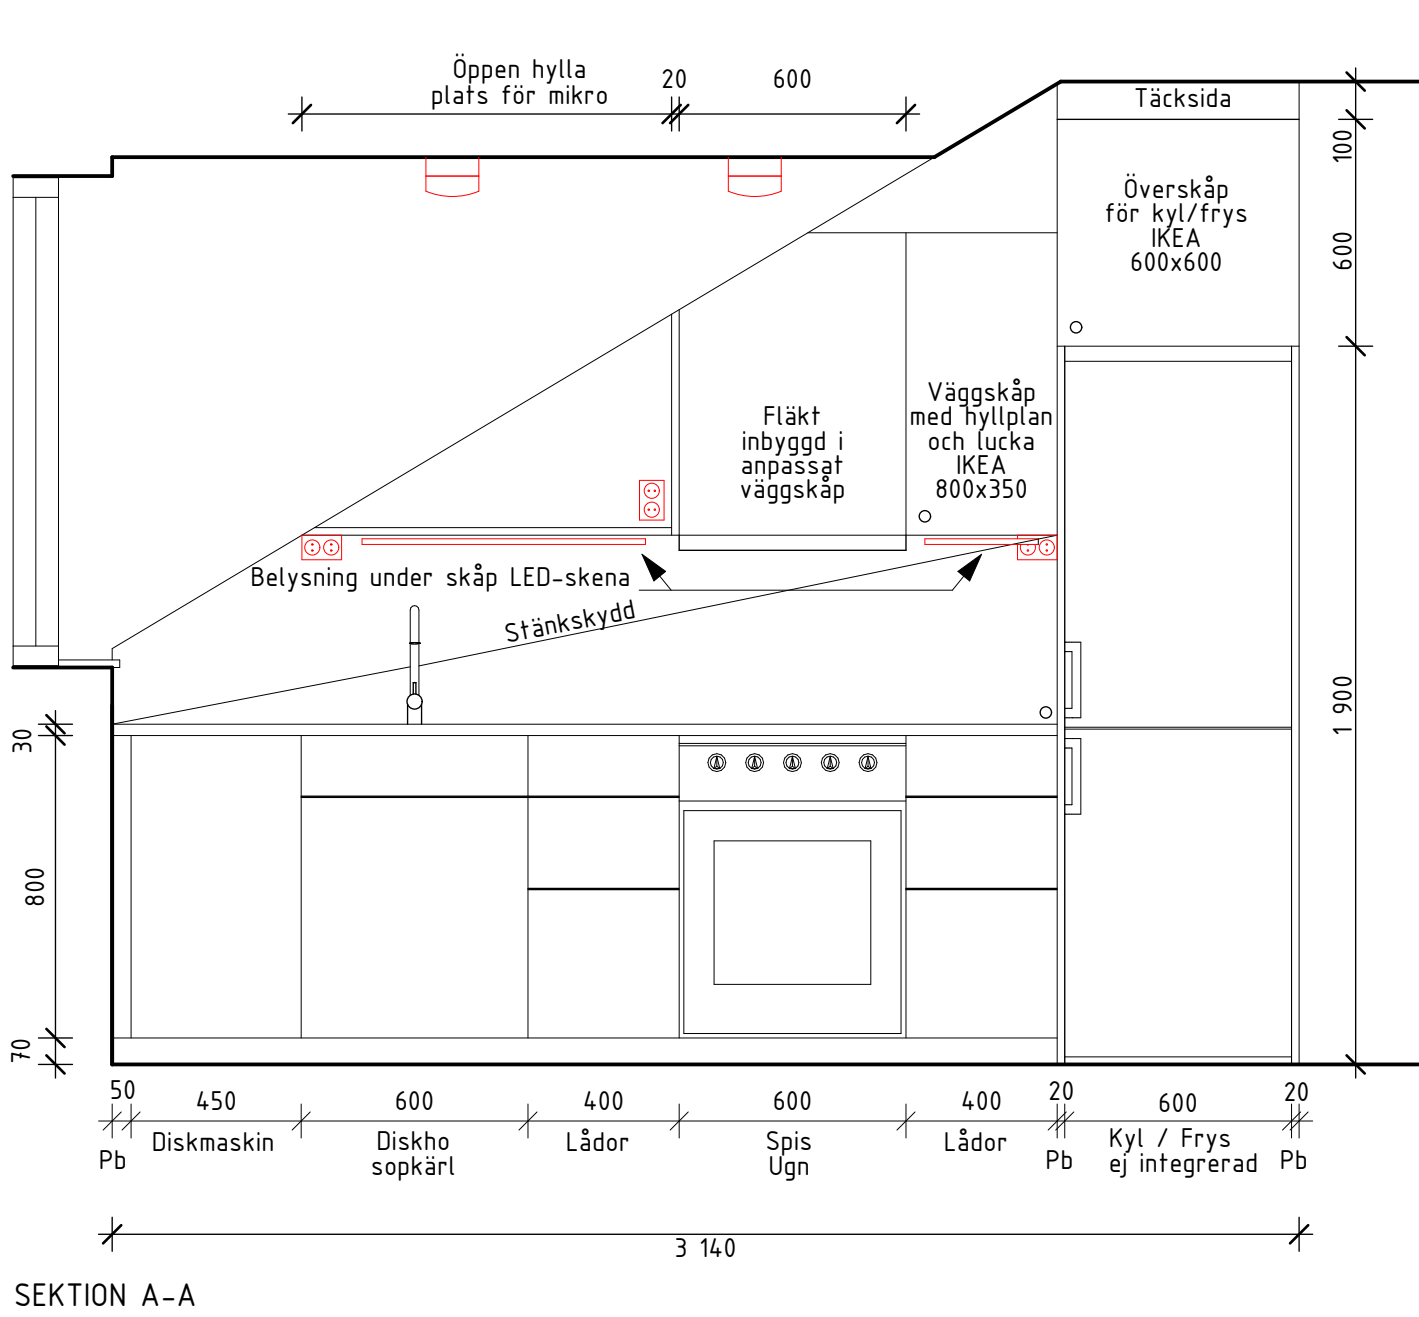 Öppen hylla
plats för mikro
20
600
Täcksida
100
Överskåp
för kyl/frys
IKEA
600x600
600
Väggskåp
med hyllplan
och lucka
IKEA
800x350
Fläkt
inbyggd i
anpassat
väggskåp
Belysning under skåp LED-skena
Stänkskydd
1 900
30
800
70
50
450
600
400
600
400
20
600
20
Pb
Diskmaskin
Diskho
sopkärl
Lådor
Spis
Ugn
Lådor
Pb
Kyl / Frys
ej integrerad
Pb
3 140
SEKTION A-A